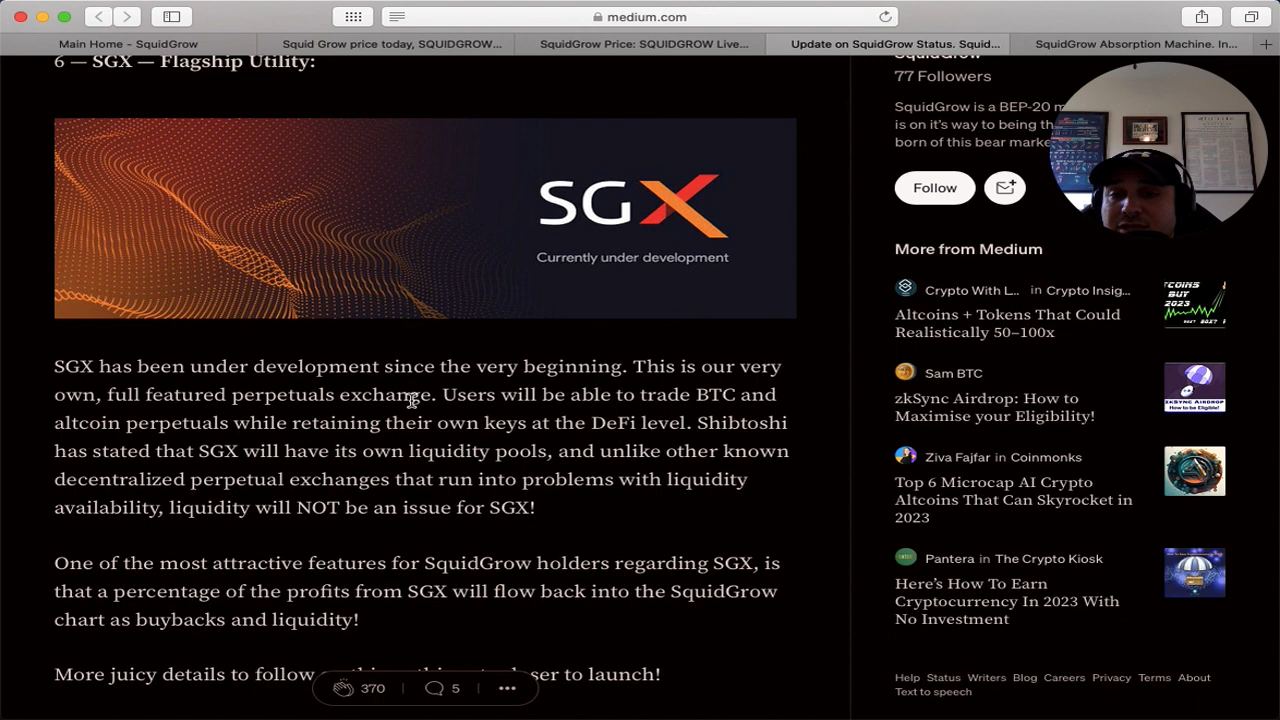 medium.com
Main Home - SquidGrow
Squid Grow price today, SQUIDGROW...
SquidGrow Price: SQUIDGROW Live...
Update on SquidGrow Status. Squid...
SquidGrow Absorption Machine. In...
6 — SGX — Flagship Utility:
SGX
Currently under development
SGX has been under development since the very beginning. This is our very
own, full featured perpetuals exchange. Users will be able to trade BTC and
altcoin perpetuals while retaining their own keys at the DeFi level. Shibtoshi
has stated that SGX will have its own liquidity pools, and unlike other known
decentralized perpetual exchanges that run into problems with liquidity
availability, liquidity will NOT be an issue for SGX!
One of the most attractive features for SquidGrow holders regarding SGX, is
that a percentage of the profits from SGX will flow back into the SquidGrow
chart as buybacks and liquidity!
More juicy details to follow closer to launch!
370
5
SquidGrow
77 Followers
SquidGrow is a BEP-20
is on it's way to being the
born of this bear
Follow
More from Medium
Crypto With L... in Crypto Insig...
Altcoins + Tokens That Could
Realistically 50–100x
Sam BTC
zkSync Airdrop: How to
Maximise your Eligibility!
Ziva Fajfar in Coinmonks
Top 6 Microcap AI Crypto
Altcoins That Can Skyrocket in
2023
Pantera in The Crypto Kiosk
Here's How To Earn
Cryptocurrency In 2023 With
No Investment
Help Status Writers Blog Careers Privacy Terms About
Text to speech